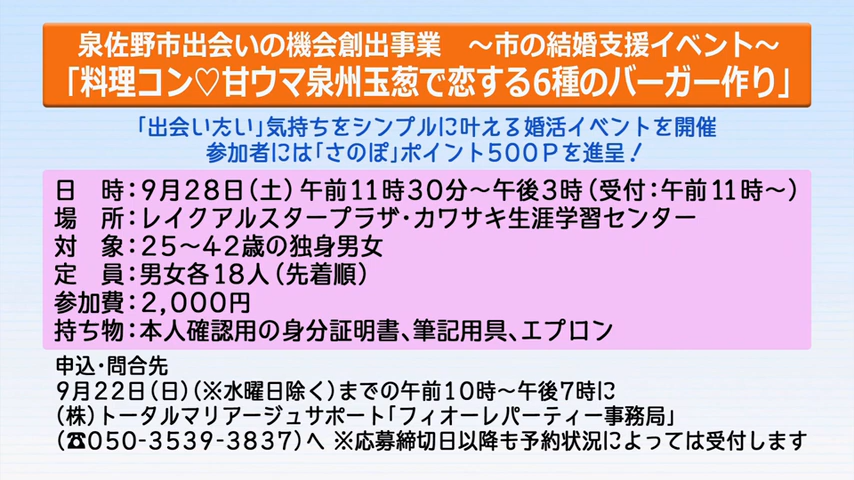 泉佐野市出会いの機会創出事業　～市の結婚支援イベント～
「料理コン♡甘ウマ泉州玉葱で恋する6種のバーガー作り」
「出会いたい」気持ちをシンプルに叶える婚活イベントを開催
参加者には「さのぽ」ポイント500Pを進呈！
日　時：9月28日（土）午前11時30分～午後3時（受付：午前11時～）
場　所：レイクアルスタープラザ・カワサキ生涯学習センター
対　象：25～42歳の独身男女
定　員：男女各18人（先着順）
参加費：2,000円
持ち物：本人確認用の身分証明書、筆記用具、エプロン
申込・問合先
9月22日（日）（※水曜日除く）までの午前10時～午後7時に
（株）トータルマリアージュサポート「フィオーレパーティー事務局」
（☎050-3539-3837）へ ※応募締切日以降も予約状況によっては受付します